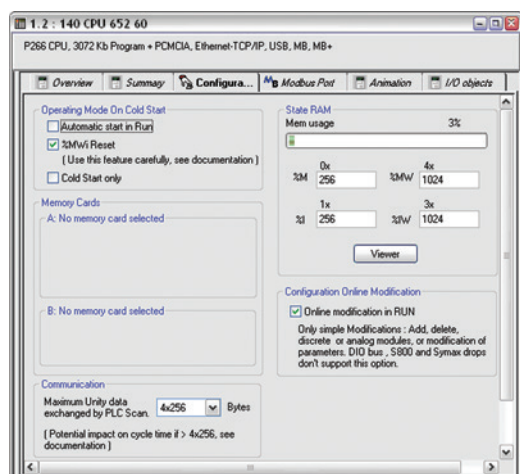 1.2 : 140 CPU 652 60
P266 CPU, 3072 Kb Program + PCMCIA, Ethernet-TCP/IP, USB, MB, MB+
Overview
Summary
Configura...
MB Modbus Port
Animation
I/O objects
Operating Mode On Cold Start
Automatic start in Run
%MWi Reset
( Use this feature carefully, see documentation )
Cold Start only
Memory Cards
A: No memory card selected
B: No memory card selected
Communication
Maximum Unity data
exchanged by PLC Scan.
4x256
Bytes
( Potential impact on cycle time if > 4x256, see
documentation )
State RAM
Mem usage 3%
0x 4x
%M 256 %MW 1024
1x 3x
%I 256 %IW 1024
Viewer
Configuration Online Modification
Online modification in RUN
Only simple Modifications : Add, delete,
discrete or analog modules, or modification of
parameters. DIO bus , S800 and Symax drops
don't support this option.